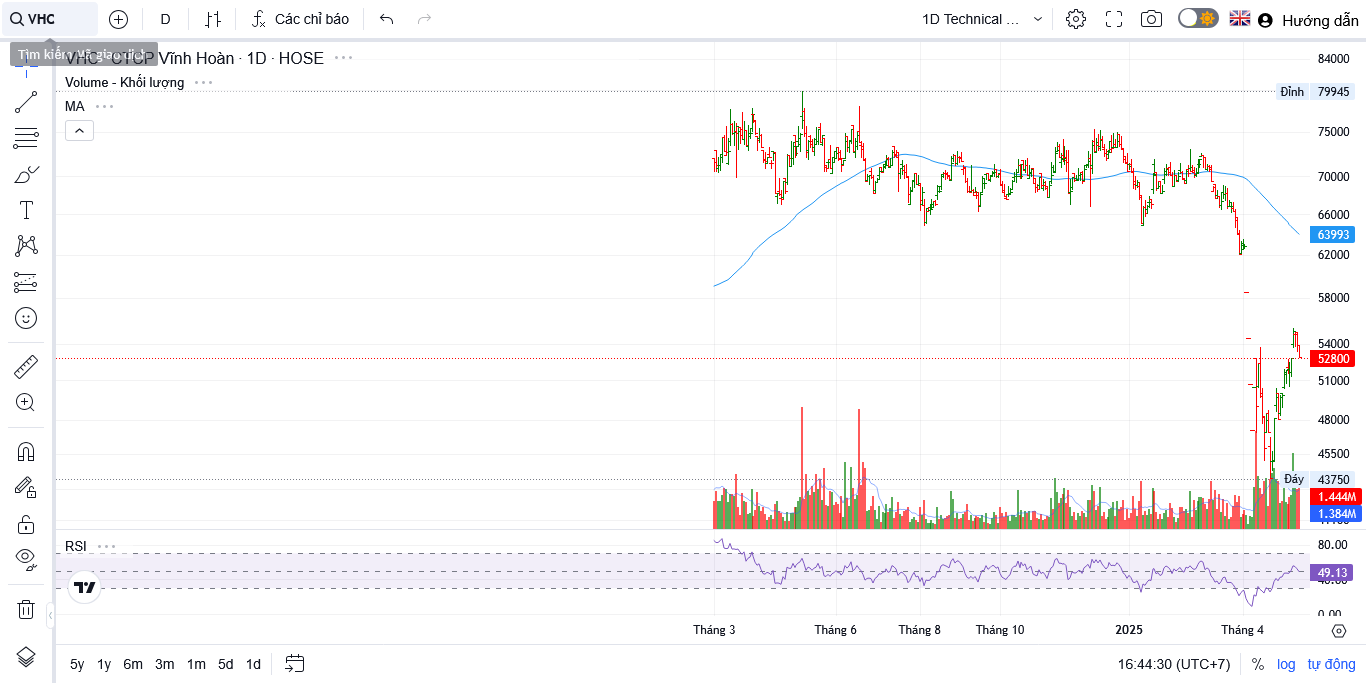 VHC
D
Các chỉ báo
1D Technical ...
Hướng dẫn
Tìm kiếm Mã giao dịch
VHC · CTCP Vĩnh Hoàn · 1D · HOSE
Volume - Khối lượng
MA
84000
Đỉnh 79945
75000
70000
66000
63993
62000
58000
54000
52800
51000
48000
45500
Đáy 43750
1.444M
1.384M
RSI
80.00
49.13
40.00
0.00
Tháng 3 Tháng 6 Tháng 8 Tháng 10 2025 Tháng 4
5y 1y 6m 3m 1m 5d 1d
16:44:30 (UTC+7) % log tự động